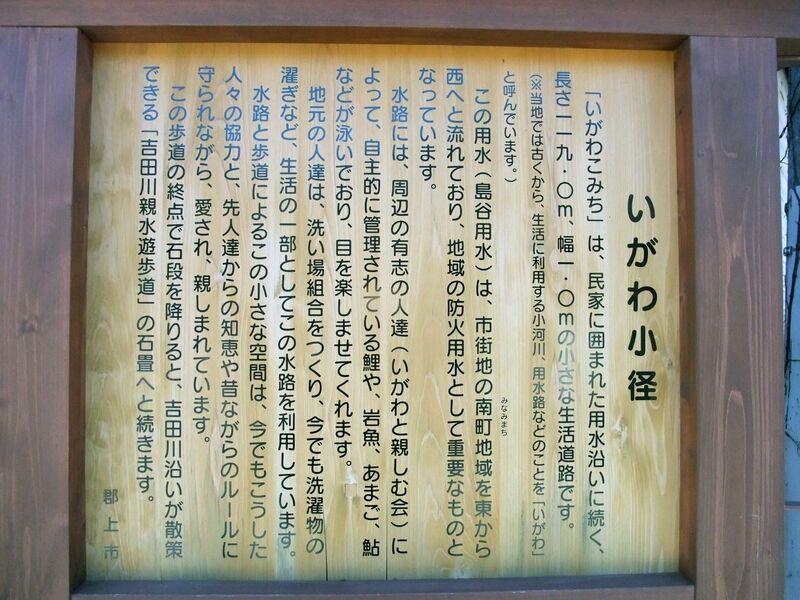 いがわ小径
「いがわこみち」は、民家に囲まれた用水沿いに続く、
長さ一一九・〇m、幅一・〇mの小さな生活道路です。
(※当地では古くから、生活に利用する小河川、用水路などのことを「いがわ」
と呼んでいます。)
この用水(島谷用水)は、市街地の南町地域を東から
みなみまち
西へと流れており、地域の防火用水として重要なものと
なっています。
水路には、周辺の有志の人達(いがわと親しむ会)に
よって、自主的に管理されている鯉や、岩魚、あまご、鮎
などが泳いでおり、目を楽しませてくれます。
地元の人達は、洗い場組合をつくり、今でも洗濯物の
濯ぎなど、生活の一部としてこの水路を利用しています。
水路と歩道によるこの小さな空間は、今でもこうした
人々の協力と、先人達からの知恵や昔ながらのルールに
守られながら、愛され、親しまれています。
この歩道の終点で石段を降りると、吉田川沿いが散策
できる「吉田川親水遊歩道」の石畳へと続きます。
郡上市